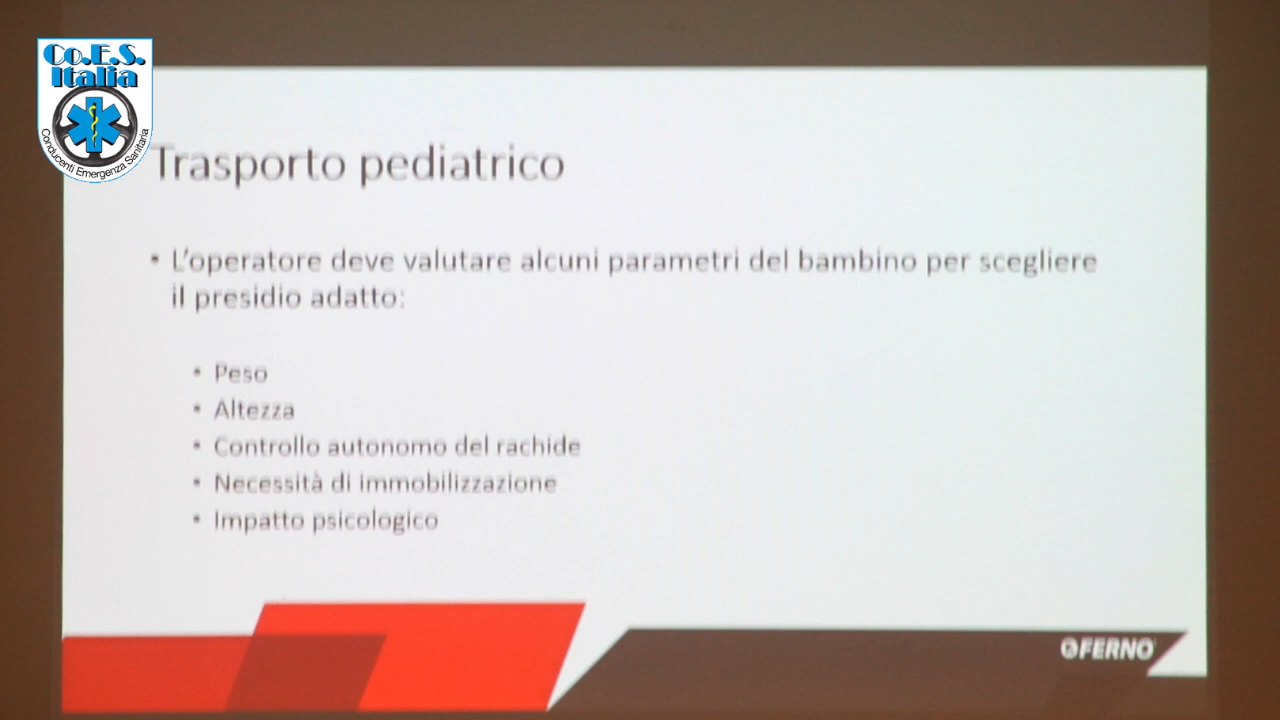 Co.E.S.
Italia
Conducenti Emergenza Sanitaria
Trasporto pediatrico
• L'operatore deve valutare alcuni parametri del bambino per scegliere
il presidio adatto:
• Peso
• Altezza
• Controllo autonomo del rachide
• Necessità di immobilizzazione
• Impatto psicologico
FERNO